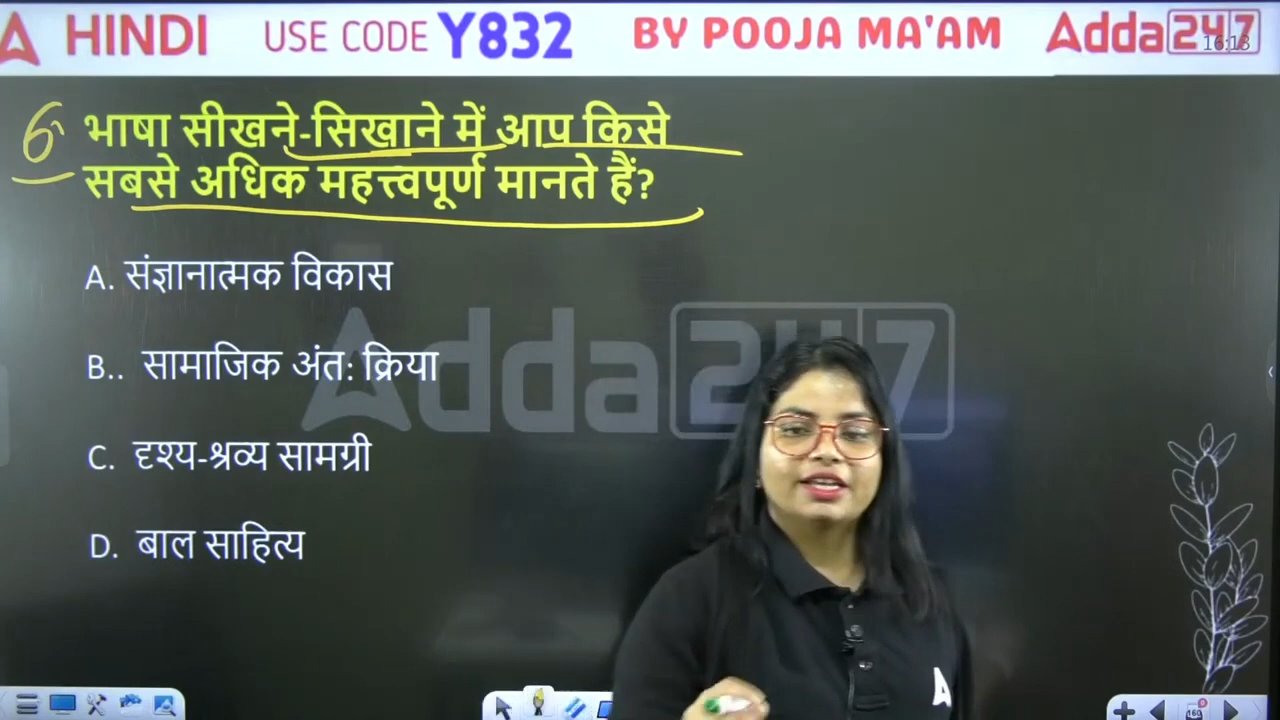 HINDI USE CODE Y832 BY POOJA MA'AM Adda247
16:13
6. भाषा सीखने-सिखाने में आप किसे
सबसे अधिक महत्त्वपूर्ण मानते हैं?
A. संज्ञानात्मक विकास
B.. सामाजिक अंतः क्रिया
C. दृश्य-श्रव्य सामग्री
D. बाल साहित्य
Adda247
160